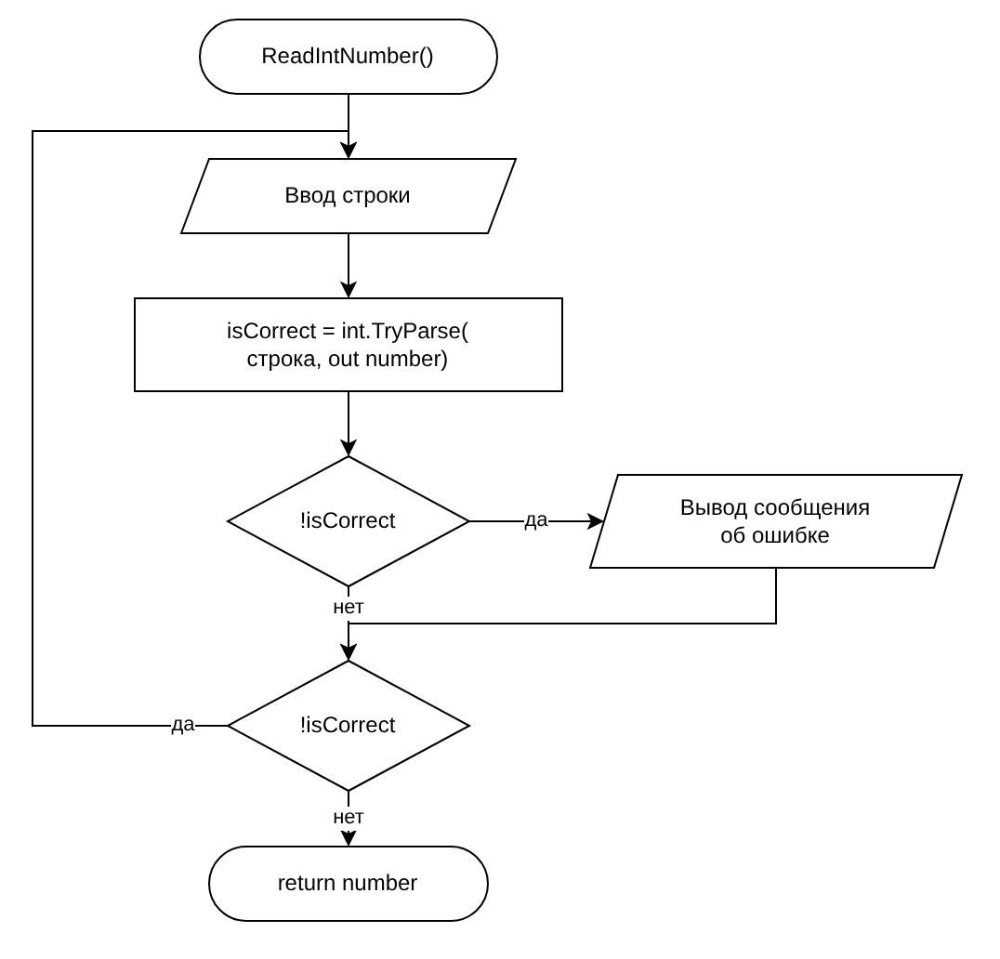 ReadIntNumber()
Ввод строки
isCorrect = int.TryParse(
строка, out number)
!isCorrect
да
Вывод сообщения
об ошибке
нет
!isCorrect
да
нет
return number